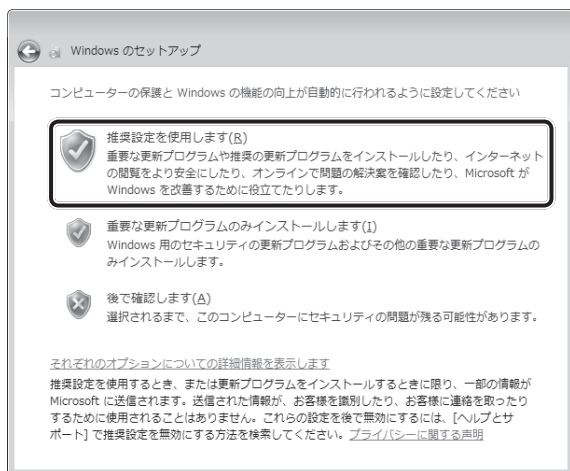 Windows のセットアップ
コンピューターの保護と Windows の機能の向上が自動的に行われるように設定してください
推奨設定を使用します(R)
重要な更新プログラムや推奨の更新プログラムをインストールしたり、インターネット
の閲覧をより安全にしたり、オンラインで問題の解決案を確認したり、Microsoft が
Windows を改善するために役立てたりします。
重要な更新プログラムのみインストールします(I)
Windows 用のセキュリティの更新プログラムおよびその他の重要な更新プログラムの
みインストールします。
後で確認します(A)
選択されるまで、このコンピューターにセキュリティの問題が残る可能性があります。
それぞれのオプションについての詳細情報を表示します
推奨設定を使用するとき、または更新プログラムをインストールするときに限り、一部の情報が
Microsoft に送信されます。送信された情報が、お客様を識別したり、お客様に連絡を取ったり
するために使用されることはありません。これらの設定を後で無効にするには、[ヘルプとサ
ポート] で推奨設定を無効にする方法を検索してください。プライバシーに関する声明